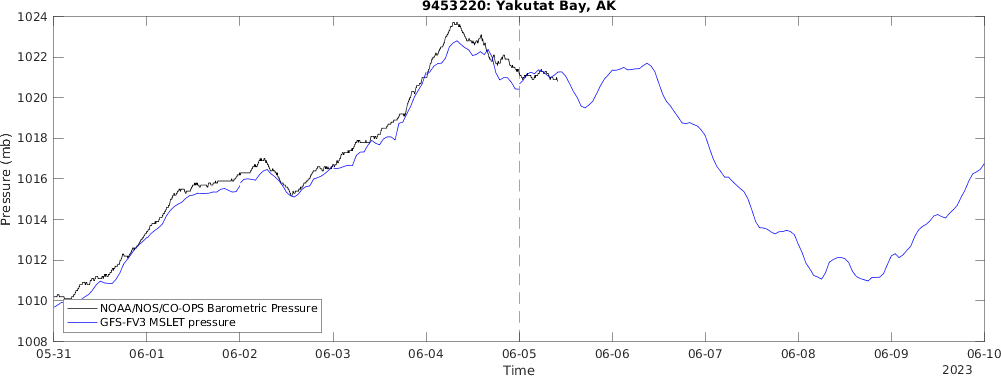 9453220: Yakutat Bay, AK
1024
1022
1020
1018
1016
1014
1012
1010
1008
Pressure (mb)
NOAA/NOS/CO-OPS Barometric Pressure
GFS-FV3 MSLET pressure
05-31 06-01 06-02 06-03 06-04 06-05 06-06 06-07 06-08 06-09 06-10
Time
2023